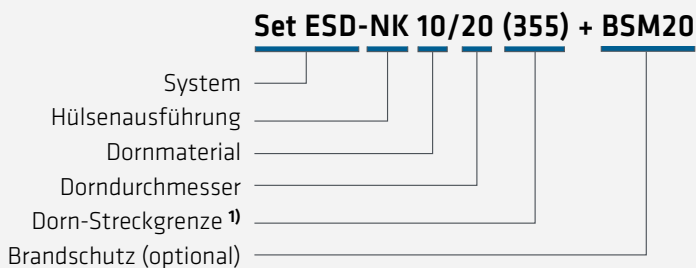 Set ESD-NK 10/20 (355) + BSM20
System
Hülsenausführung
Dornmaterial
Dorndurchmesser
Dorn-Streckgrenze 1)
Brandschutz (optional)